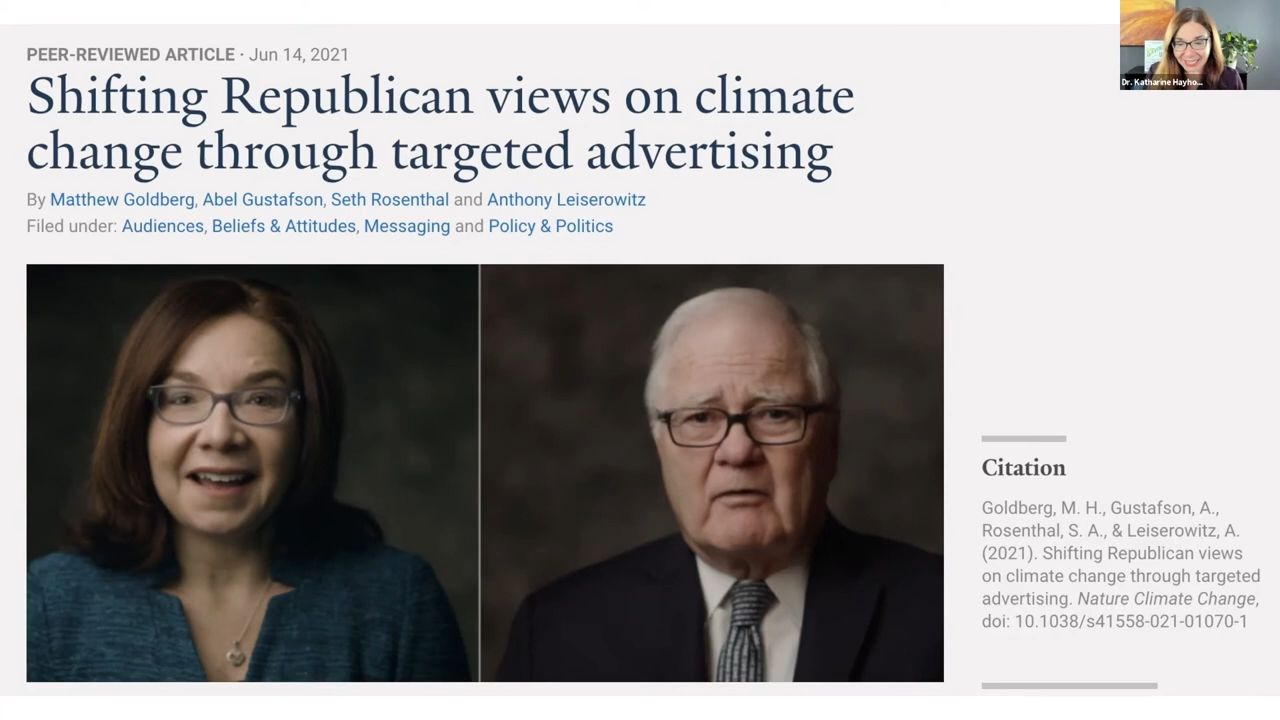 PEER-REVIEWED ARTICLE · Jun 14, 2021
Shifting Republican views on climate
change through targeted advertising
By Matthew Goldberg, Abel Gustafson, Seth Rosenthal and Anthony Leiserowitz
Filed under: Audiences, Beliefs & Attitudes, Messaging and Policy & Politics
Dr. Katharine Hayho...
Citation
Goldberg, M. H., Gustafson, A.,
Rosenthal, S. A., & Leiserowitz, A.
(2021). Shifting Republican views
on climate change through targeted
advertising. Nature Climate Change,
doi: 10.1038/s41558-021-01070-1